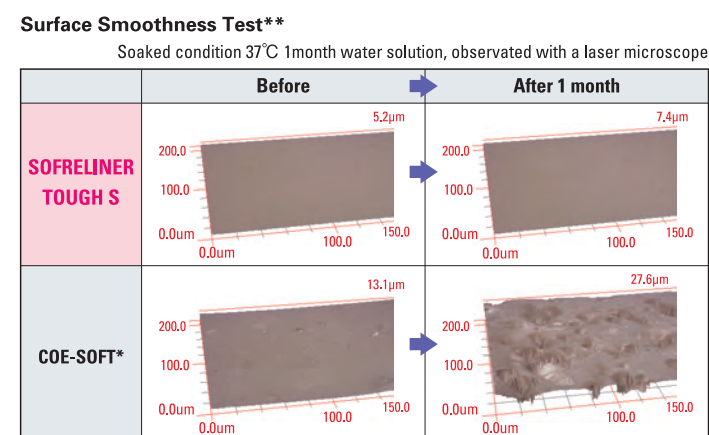 Surface Smoothness Test**
Soaked condition 37℃ 1month water solution, observated with a laser microscope
Before
After 1 month
SOFRELINER
TOUGH S
5.2μm
200.0
100.0
0.0um
0.0um
100.0
150.0
7.4μm
200.0
100.0
0.0um
0.0um
100.0
150.0
COE-SOFT*
13.1μm
200.0
100.0
0.0um
0.0um
100.0
150.0
27.6μm
200.0
100.0
0.0um
0.0um
100.0
150.0